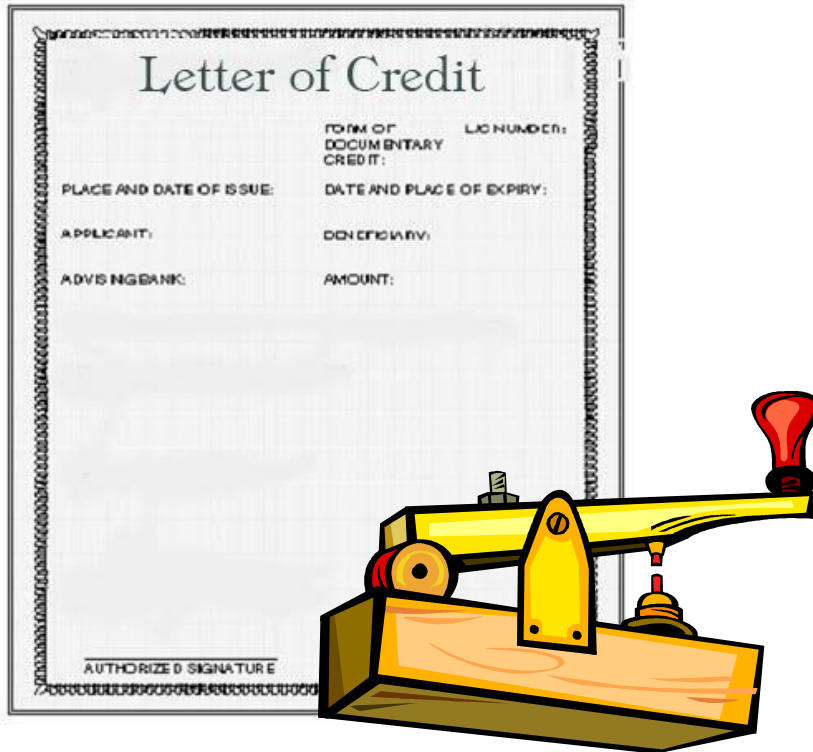 Letter of Credit
FORM OF DOCUMENTARY CREDIT:
L/C NUMBER:
PLACE AND DATE OF ISSUE:
DATE AND PLACE OF EXPIRY:
APPLICANT:
BENEFICIARY:
ADVISING BANK:
AMOUNT:
AUTHORIZED SIGNATURE